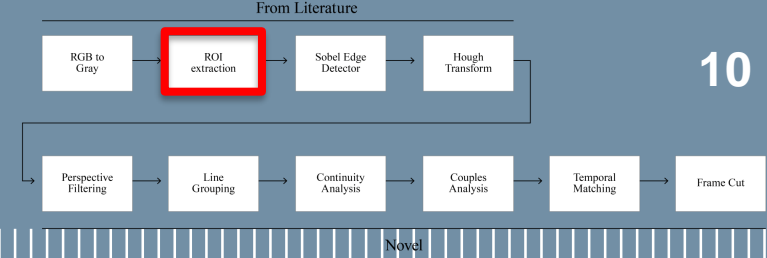 From Literature
RGB to
Gray
ROI
extraction
Sobel Edge
Detector
Hough
Transform
10
Perspective
Filtering
Line
Grouping
Continuity
Analysis
Couples
Analysis
Temporal
Matching
Frame Cut
Novel